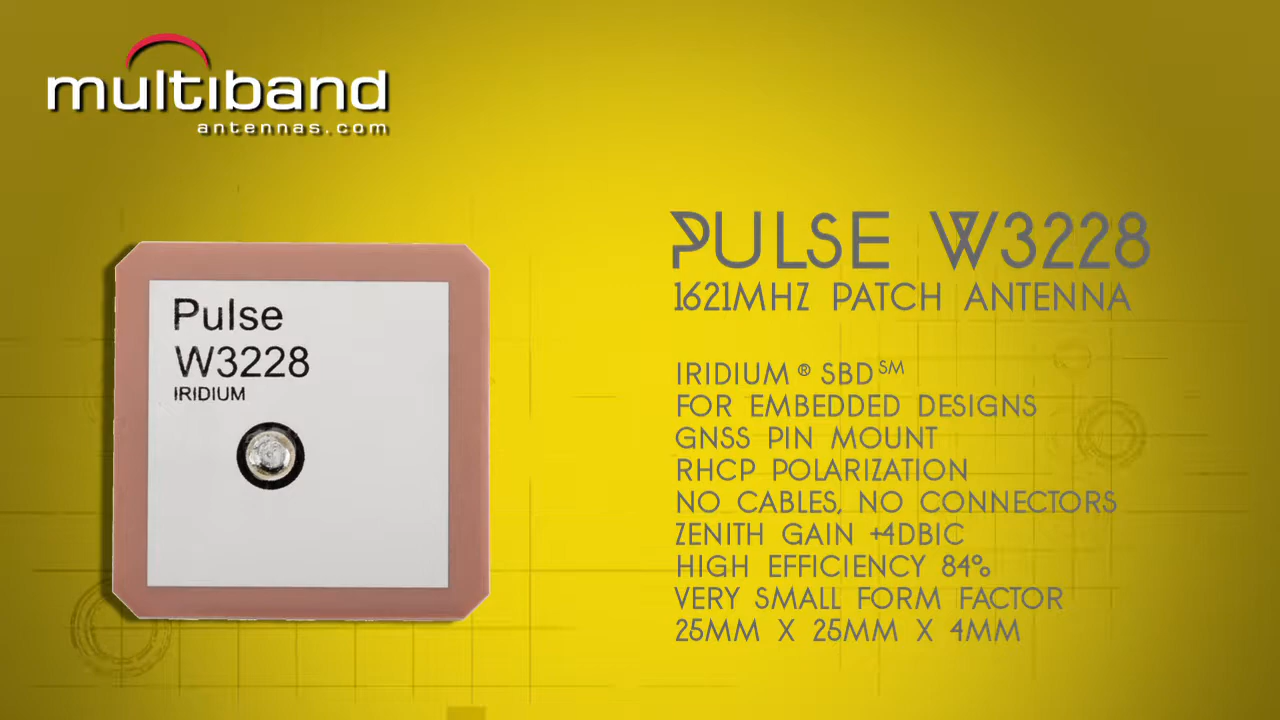 multiband
antennas.com
Pulse
W3228
IRIDIUM
PULSE W3228
1621MHZ PATCH ANTENNA
IRIDIUM® SBD℠
FOR EMBEDDED DESIGNS
GNSS PIN MOUNT
RHCP POLARIZATION
NO CABLES, NO CONNECTORS
ZENITH GAIN +4DBIC
HIGH EFFICIENCY 84%
VERY SMALL FORM FACTOR
25MM X 25MM X 4MM